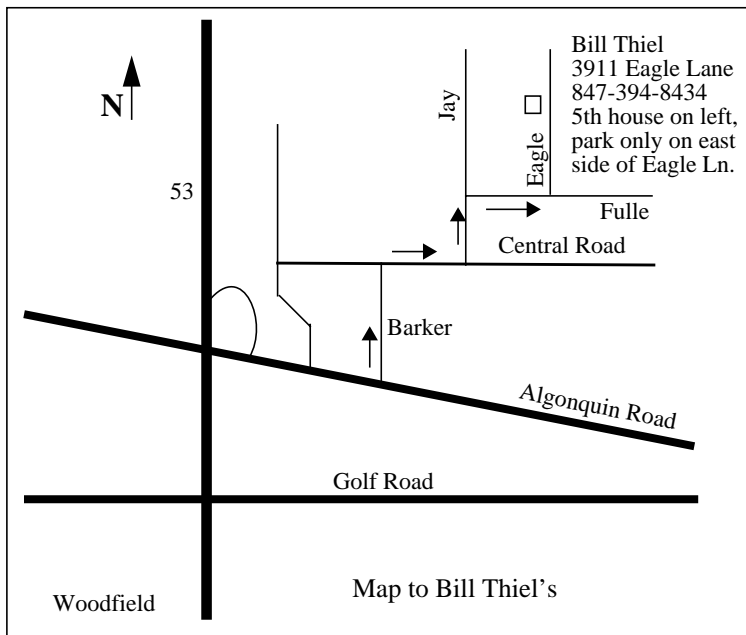 Bill Thiel
3911 Eagle Lane
847-394-8434
5th house on left,
park only on east
side of Eagle Ln.
N
Jay
Eagle
53
Fulle
Central Road
Barker
Algonquin Road
Golf Road
Map to Bill Thiel's
Woodfield